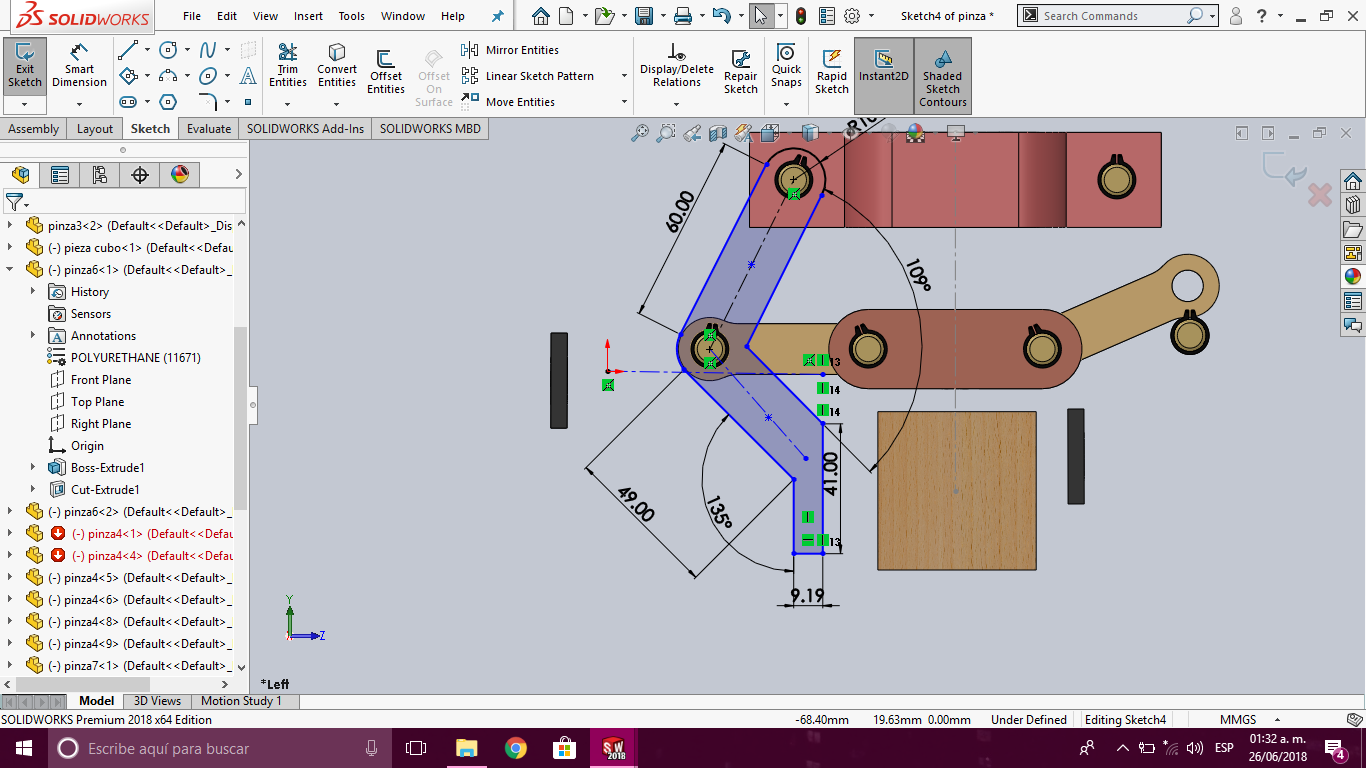 SOLIDWORKS
File Edit View Insert Tools Window Help
Sketch4 of pinza *
Search Commands
Exit Sketch
Smart Dimension
Trim Entities
Convert Entities
Offset Entities
Offset On Surface
Mirror Entities
Linear Sketch Pattern
Move Entities
Display/Delete Relations
Repair Sketch
Quick Snaps
Rapid Sketch
Instant2D
Shaded Sketch Contours
Assembly Layout Sketch Evaluate SOLIDWORKS Add-Ins SOLIDWORKS MBD
pinza3<2> (Default<<Default>_Dis
(-) pieza cubo<1> (Default<<Defau
(-) pinza6<1> (Default<<Default>_
History
Sensors
Annotations
POLYURETHANE (11671)
Front Plane
Top Plane
Right Plane
Origin
Boss-Extrude1
Cut-Extrude1
(-) pinza6<2> (Default<<Default>_
(-) pinza4<1> (Default<<Defau
(-) pinza4<4> (Default<<Defau
(-) pinza4<5> (Default<<Default>_
(-) pinza4<6> (Default<<Default>_
(-) pinza4<8> (Default<<Default>_
(-) pinza4<9> (Default<<Default>_
(-) pinza7<1> (Default<<Default>_
60.00
109°
13
14
14
41.00
49.00
135°
13
9.19
Y
Z
*Left
Model 3D Views Motion Study 1
SOLIDWORKS Premium 2018 x64 Edition
-68.40mm 19.63mm 0.00mm Under Defined Editing Sketch4 MMGS
Escribe aquí para buscar
SW 2018
ESP
01:32 a. m.
26/06/2018
4